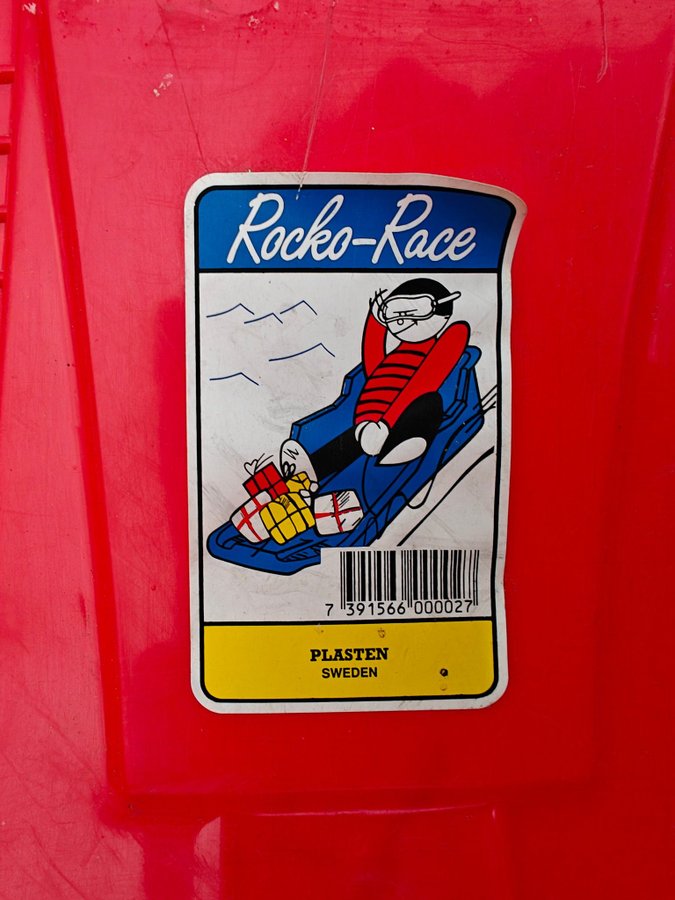 Rocko-Race
7 391566 000027
PLASTEN
SWEDEN